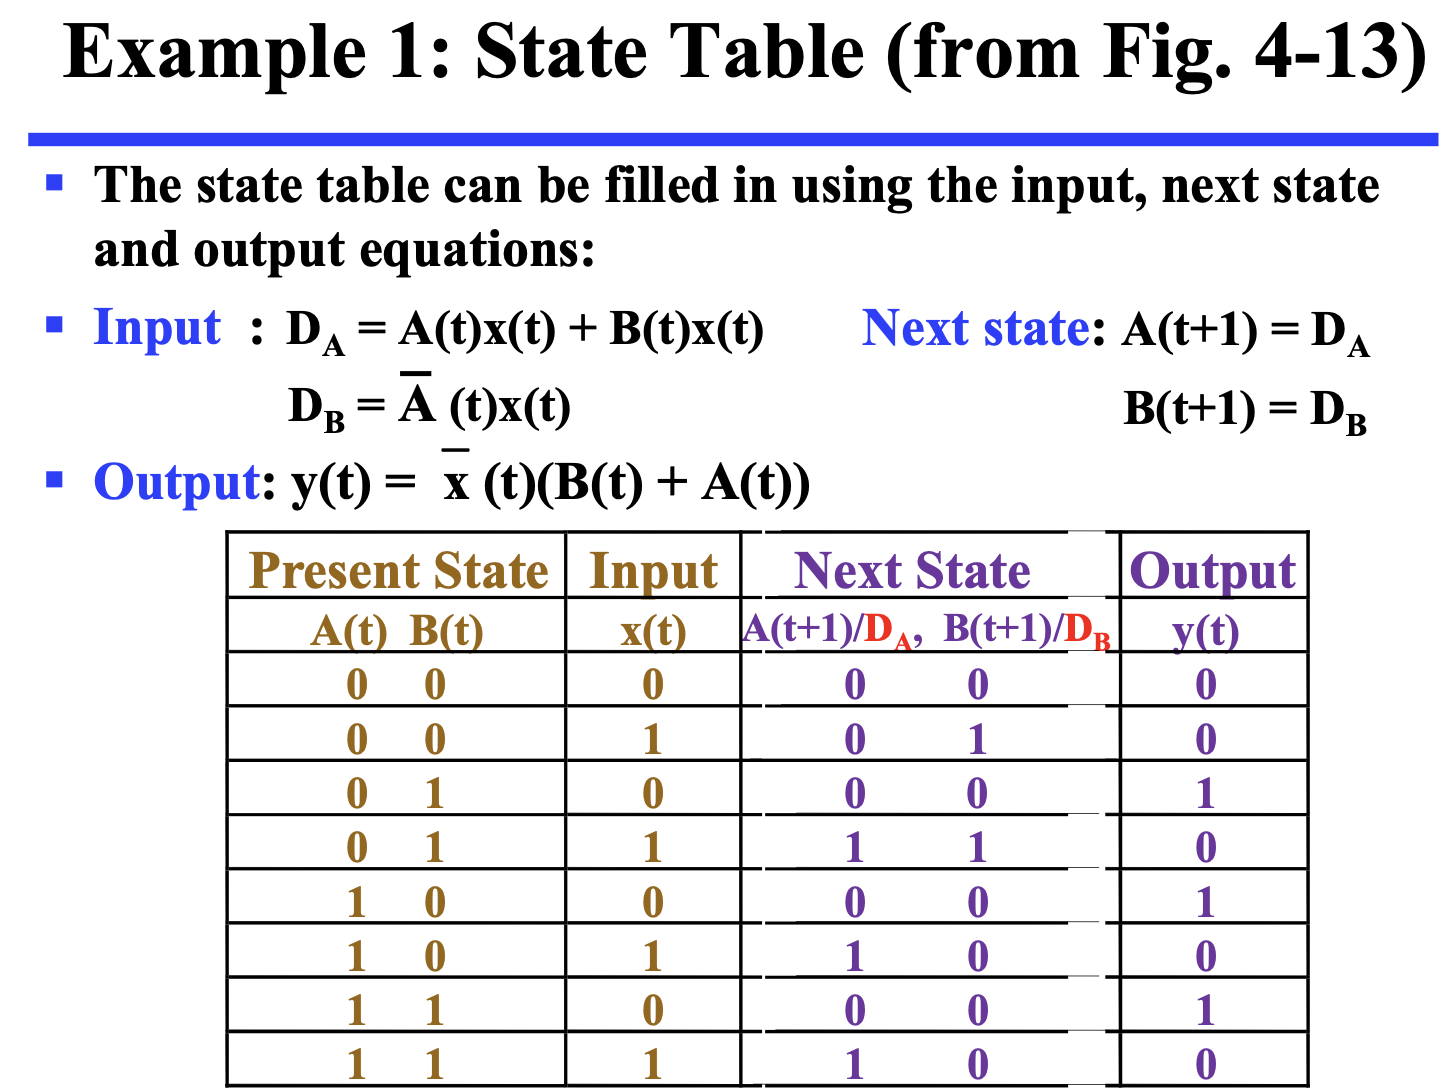 Example 1: State Table (from Fig. 4-13)
▪ The state table can be filled in using the input, next state
and output equations:
▪ Input : D_A = A(t)x(t) + B(t)x(t) Next state: A(t+1) = D_A
D_B = A̅ (t)x(t) B(t+1) = D_B
▪ Output: y(t) = x̅ (t)(B(t) + A(t))
Present State Input Next State Output
A(t) B(t) x(t) A(t+1)/D_A, B(t+1)/D_B y(t)
0 0 0 0 0 0
0 0 1 0 1 0
0 1 0 0 0 1
0 1 1 1 1 0
1 0 0 0 0 1
1 0 1 1 0 0
1 1 0 0 0 1
1 1 1 1 0 0